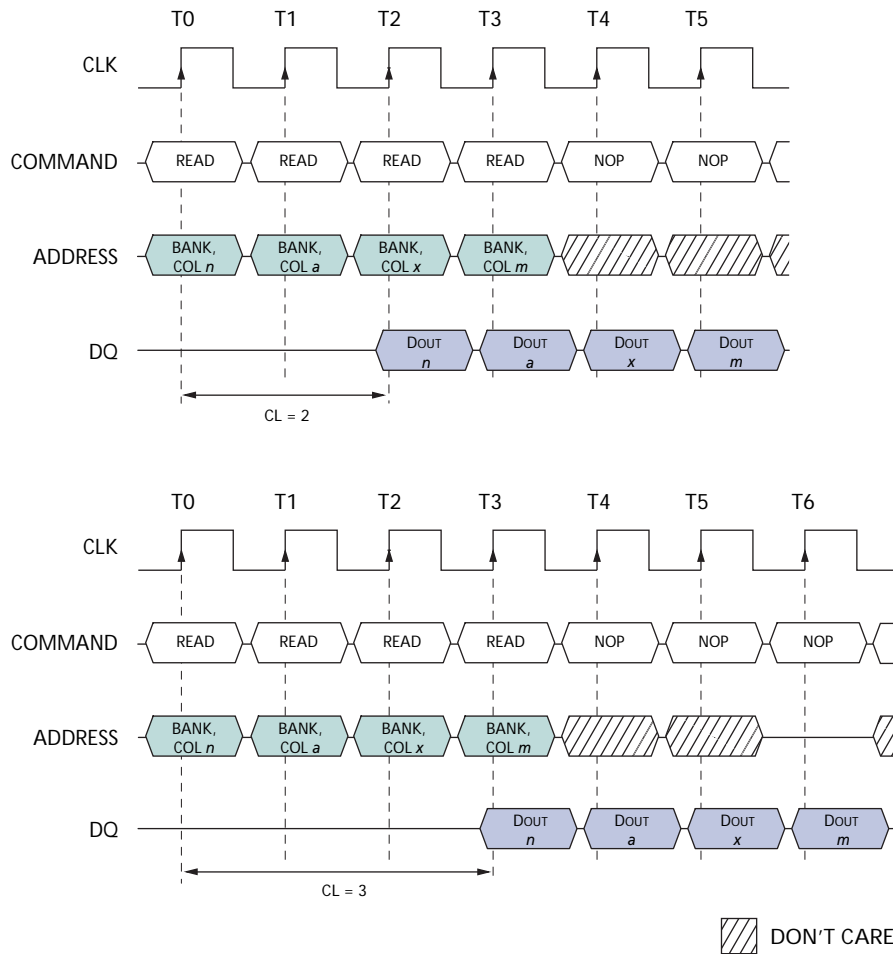 T0 T1 T2 T3 T4 T5
CLK
COMMAND READ READ READ READ NOP NOP
ADDRESS BANK, COL n BANK, COL a BANK, COL x BANK, COL m
DQ DOUT n DOUT a DOUT x DOUT m
CL = 2
T0 T1 T2 T3 T4 T5 T6
CLK
COMMAND READ READ READ READ NOP NOP NOP
ADDRESS BANK, COL n BANK, COL a BANK, COL x BANK, COL m
DQ DOUT n DOUT a DOUT x DOUT m
CL = 3
DON'T CARE